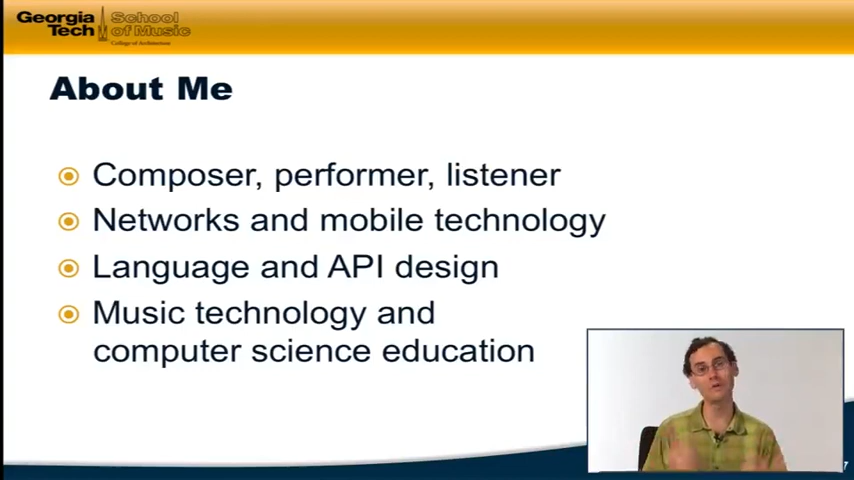 Georgia Tech
School of Music
College of Architecture
About Me
Composer, performer, listener
Networks and mobile technology
Language and API design
Music technology and
computer science education
7